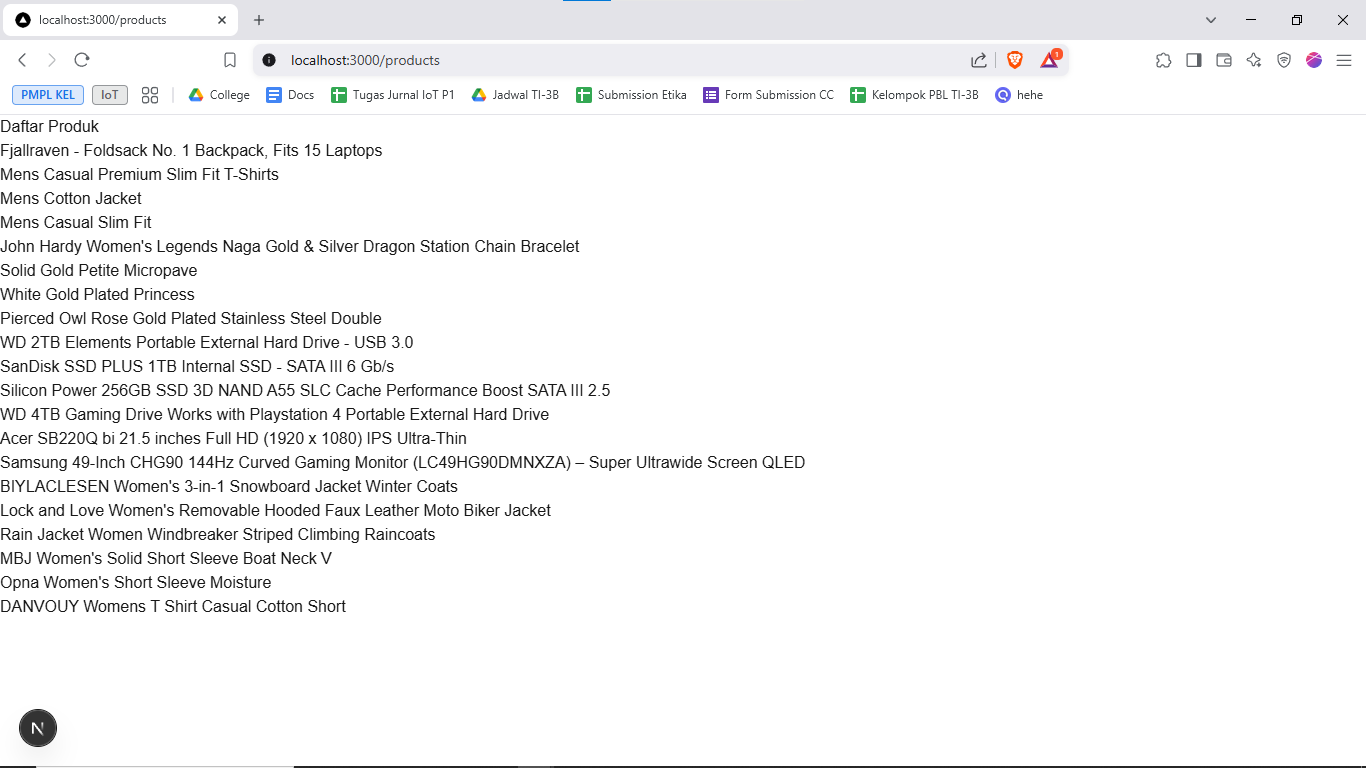 localhost:3000/products
localhost:3000/products
1
PMPL KEL
IoT
College
Docs
Tugas Jurnal IoT P1
Jadwal TI-3B
Submission Etika
Form Submission CC
Kelompok PBL TI-3B
hehe
Daftar Produk
Fjallraven - Foldsack No. 1 Backpack, Fits 15 Laptops
Mens Casual Premium Slim Fit T-Shirts
Mens Cotton Jacket
Mens Casual Slim Fit
John Hardy Women's Legends Naga Gold & Silver Dragon Station Chain Bracelet
Solid Gold Petite Micropave
White Gold Plated Princess
Pierced Owl Rose Gold Plated Stainless Steel Double
WD 2TB Elements Portable External Hard Drive - USB 3.0
SanDisk SSD PLUS 1TB Internal SSD - SATA III 6 Gb/s
Silicon Power 256GB SSD 3D NAND A55 SLC Cache Performance Boost SATA III 2.5
WD 4TB Gaming Drive Works with Playstation 4 Portable External Hard Drive
Acer SB220Q bi 21.5 inches Full HD (1920 x 1080) IPS Ultra-Thin
Samsung 49-Inch CHG90 144Hz Curved Gaming Monitor (LC49HG90DMNXZA) – Super Ultrawide Screen QLED
BIYLACLESEN Women's 3-in-1 Snowboard Jacket Winter Coats
Lock and Love Women's Removable Hooded Faux Leather Moto Biker Jacket
Rain Jacket Women Windbreaker Striped Climbing Raincoats
MBJ Women's Solid Short Sleeve Boat Neck V
Opna Women's Short Sleeve Moisture
DANVOUY Womens T Shirt Casual Cotton Short
N